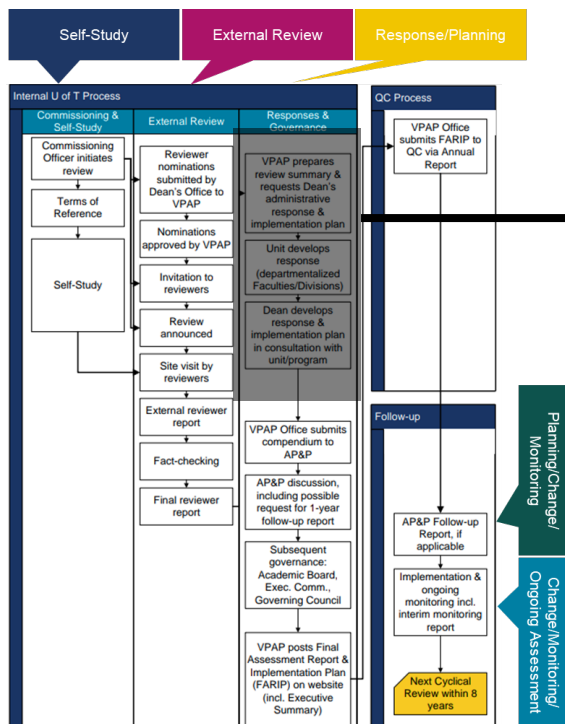 Self-Study
External Review
Response/Planning
Internal U of T Process
Commissioning &
Self-Study
External Review
Responses &
Governance
Commissioning
Officer initiates
review
Terms of
Reference
Self-Study
Reviewer
nominations
submitted by
Dean's Office to
VPAP
Nominations
approved by VPAP
Invitation to
reviewers
Review
announced
Site visit by
reviewers
External reviewer
report
Fact-checking
Final reviewer
report
VPAP prepares
review summary &
requests Dean's
administrative
response &
implementation plan
Unit develops
response
(departmentalized
Faculties/Divisions)
Dean develops
response &
implementation plan
in consultation with
unit/program
VPAP Office submits
compendium to
AP&P
AP&P discussion,
including possible
request for 1-year
follow-up report
Subsequent
governance:
Academic Board,
Exec. Comm.,
Governing Council
VPAP posts Final
Assessment Report &
Implementation Plan
(FARIP) on website
(incl. Executive
Summary)
QC Process
VPAP Office
submits FARIP to
QC via Annual
Report
Follow-up
AP&P Follow-up
Report, if
applicable
Implementation &
ongoing
monitoring incl.
interim monitoring
report
Next Cyclical
Review within 8
years
Planning/Change/
Monitoring
Change/Monitoring/
Ongoing Assessment